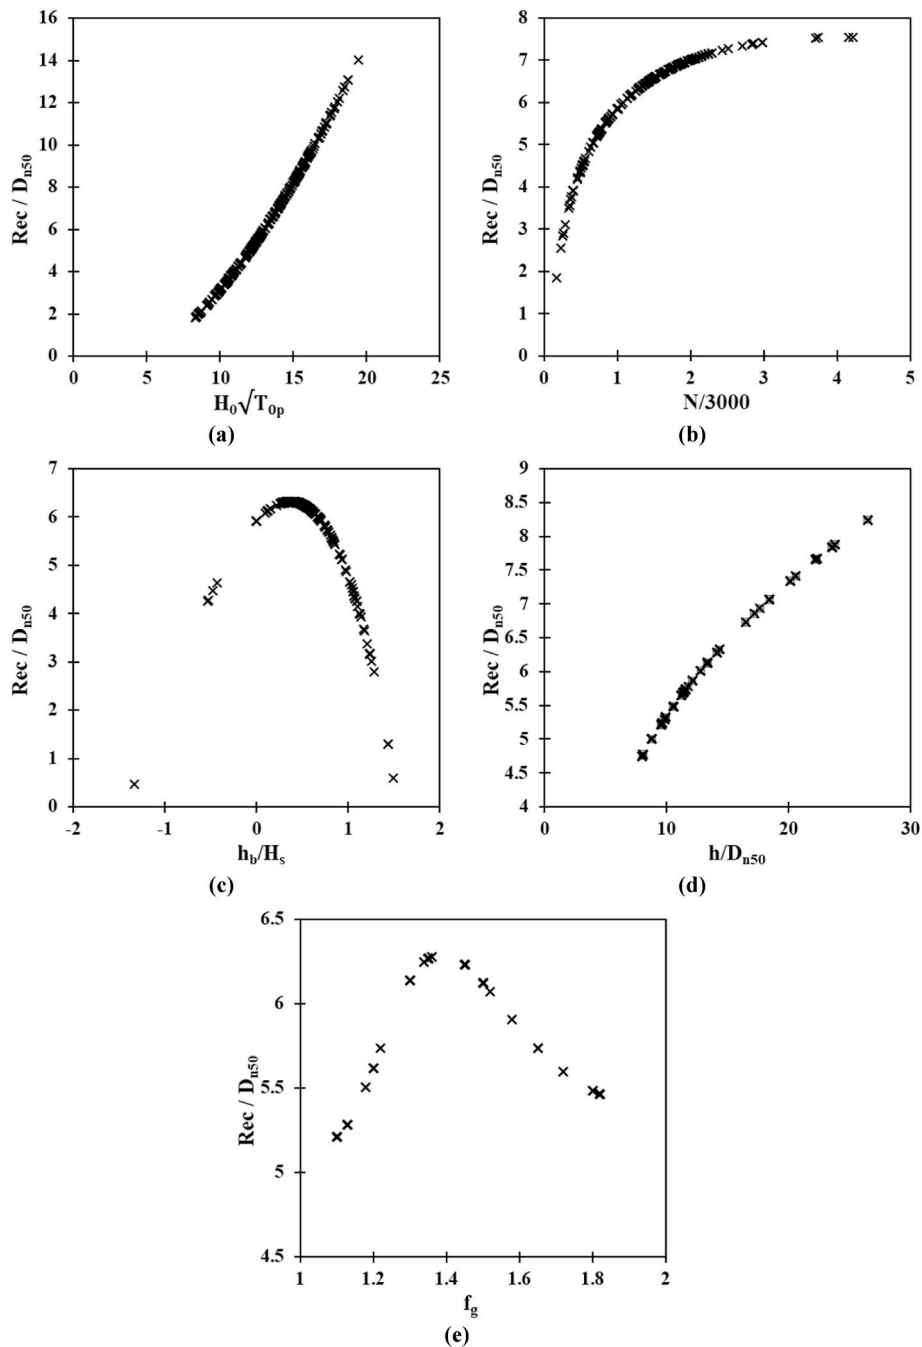 16
14
12
10
8
6
4
2
0
Rec / Dn50
0 5 10 15 20 25
H0√T0p
(a)
8
7
6
5
4
3
2
1
0
Rec / Dn50
0 1 2 3 4 5
N/3000
(b)
7
6
5
4
3
2
1
0
Rec / Dn50
-2 -1 0 1 2
hb/Hs
(c)
9
8.5
8
7.5
7
6.5
6
5.5
5
4.5
4
Rec / Dn50
0 10 20 30
h/Dn50
(d)
6.5
6
5.5
5
4.5
Rec / Dn50
1 1.2 1.4 1.6 1.8 2
fg
(e)